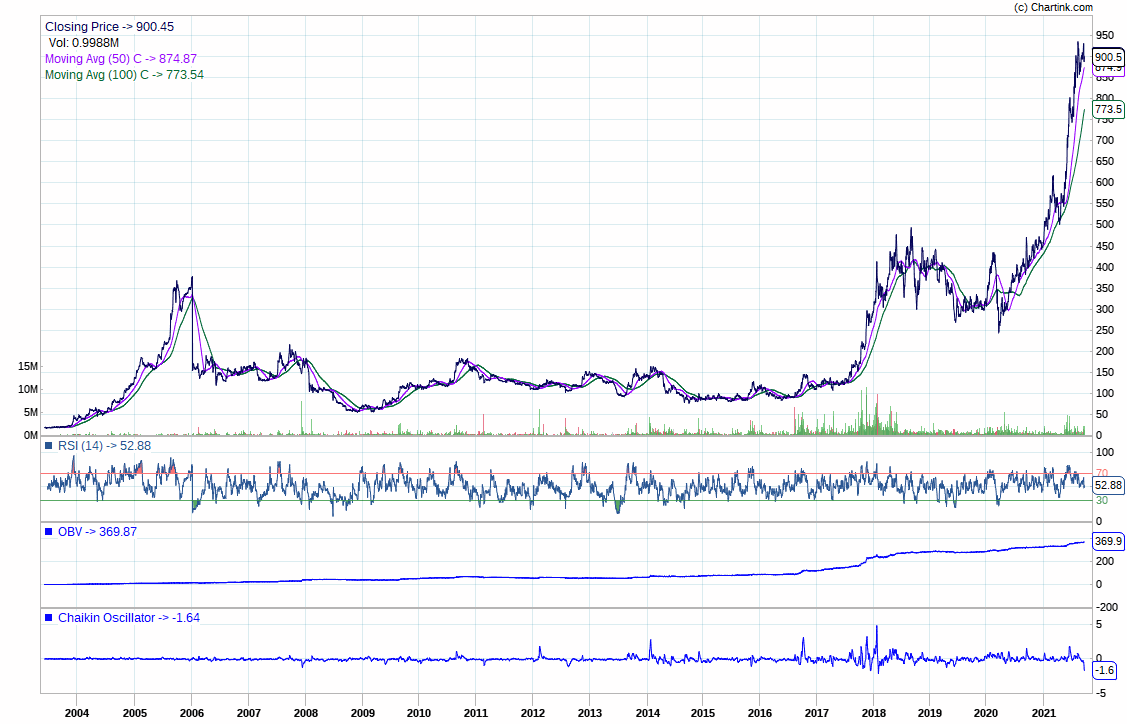 (c) Chartink.com
Closing Price -> 900.45
Vol: 0.9988M
Moving Avg (50) C -> 874.87
Moving Avg (100) C -> 773.54
950
900.5
874.9
850
800
773.5
750
700
650
600
550
500
450
400
350
300
250
200
150
100
50
0
15M
10M
5M
0M
RSI (14) -> 52.88
100
70
52.88
30
0
OBV -> 369.87
369.9
200
0
-200
Chaikin Oscillator -> -1.64
5
0
-1.6
-5
2004 2005 2006 2007 2008 2009 2010 2011 2012 2013 2014 2015 2016 2017 2018 2019 2020 2021